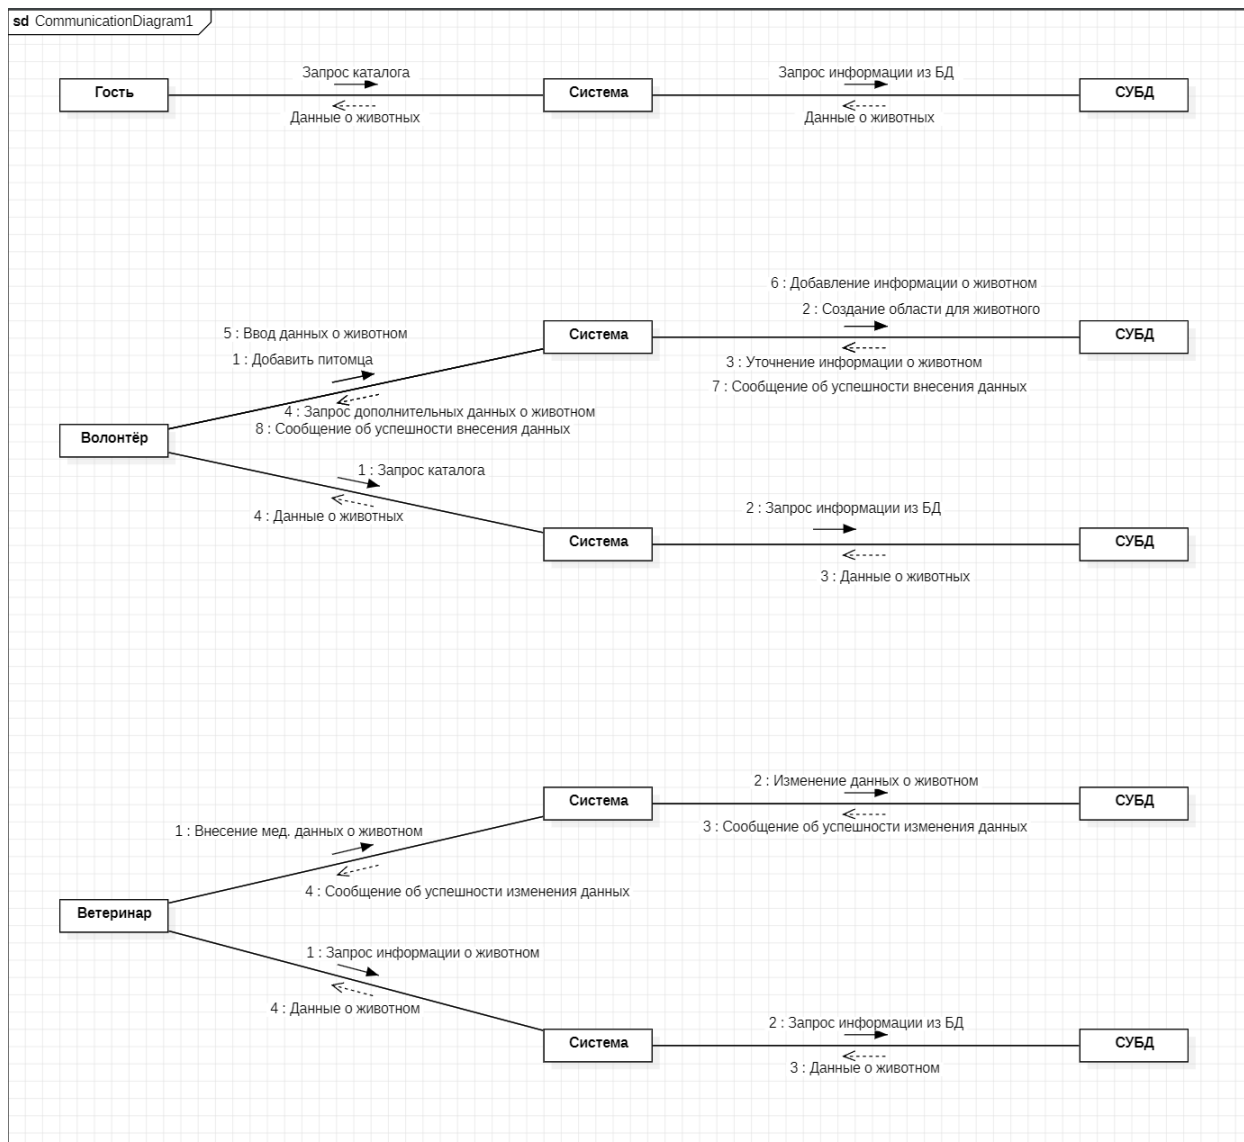 sd CommunicationDiagram1
Запрос каталога
Запрос информации из БД
Гость
Система
СУБД
Данные о животных
Данные о животных
6 : Добавление информации о животном
2 : Создание области для животного
5 : Ввод данных о животном
Система
СУБД
1 : Добавить питомца
3 : Уточнение информации о животном
7 : Сообщение об успешности внесения данных
4 : Запрос дополнительных данных о животном
8 : Сообщение об успешности внесения данных
Волонтёр
1 : Запрос каталога
4 : Данные о животных
2 : Запрос информации из БД
Система
СУБД
3 : Данные о животных
2 : Изменение данных о животном
Система
СУБД
1 : Внесение мед. данных о животном
3 : Сообщение об успешности изменения данных
4 : Сообщение об успешности изменения данных
Ветеринар
1 : Запрос информации о животном
4 : Данные о животном
2 : Запрос информации из БД
Система
СУБД
3 : Данные о животном